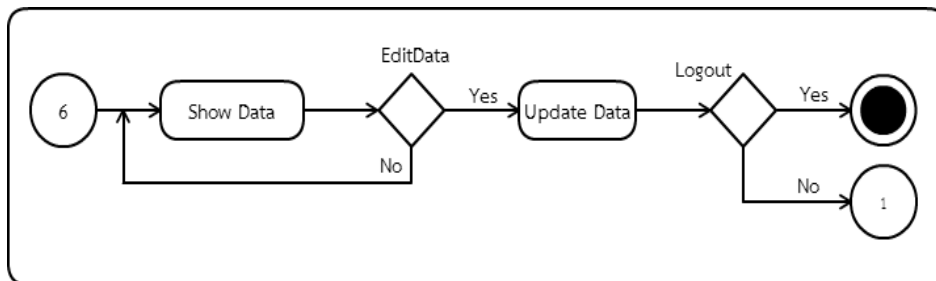 EditData
Logout
6
Show Data
Yes
Update Data
Yes
No
No
1